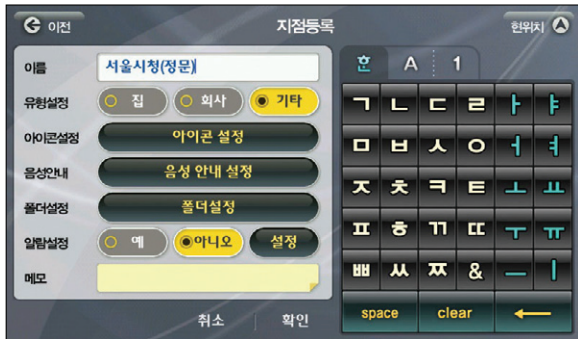 이전 지점등록 현위치
이름 서울시청(정문)
유형설정 집 회사 기타
아이콘설정 아이콘 설정
음성안내 음성 안내 설정
폴더설정 폴더설정
알람설정 예 아니오 설정
메모
취소 확인
훈 A 1
ㄱ ㄴ ㄷ ㄹ ㅏ ㅑ
ㅁ ㅂ ㅅ ㅇ ㅓ ㅕ
ㅈ ㅊ ㅋ ㅌ ㅗ ㅛ
ㅍ ㅎ ㄲ ㄸ ㅜ ㅠ
ㅃ ㅆ ㅉ & ㅡ ㅣ
space clear ←